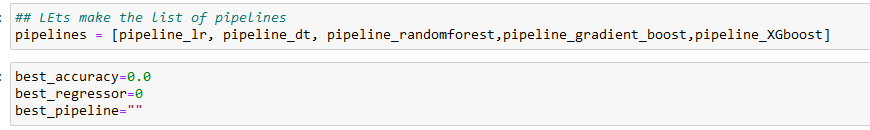 ## LEts make the list of pipelines
pipelines = [pipeline_lr, pipeline_dt, pipeline_randomforest,pipeline_gradient_boost,pipeline_XGboost]
best_accuracy=0.0
best_regressor=0
best_pipeline=""